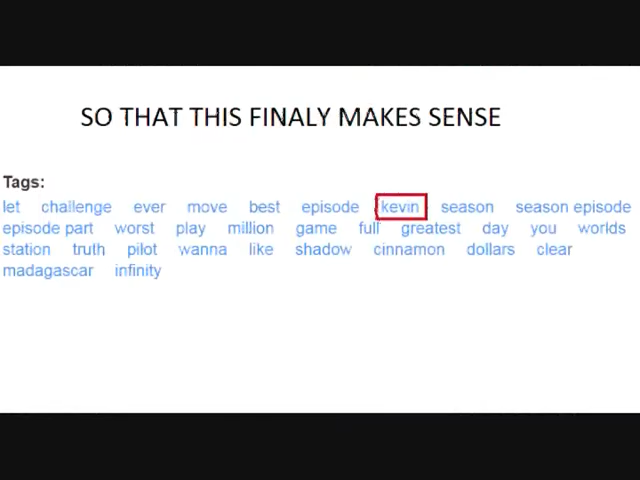 SO THAT THIS FINALY MAKES SENSE
Tags:
let challenge ever move best episode kevin season season episode
episode part worst play million game full greatest day you worlds
station truth pilot wanna like shadow cinnamon dollars clear
madagascar infinity